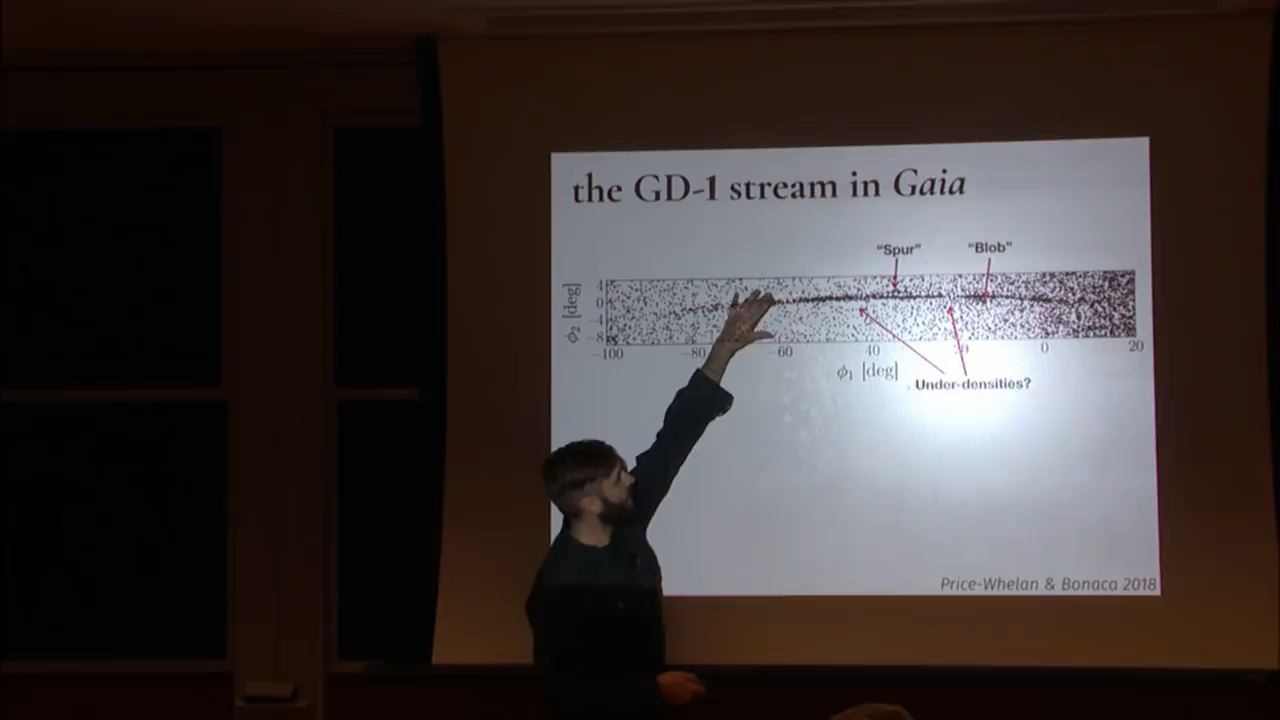 the GD-1 stream in Gaia
"Spur"
"Blob"
4
0
−4
−8
ϕ₂ [deg]
−100
−80
60
40
0
20
ϕ₁ [deg]
Under-densities?
Price-Whelan & Bonaca 2018